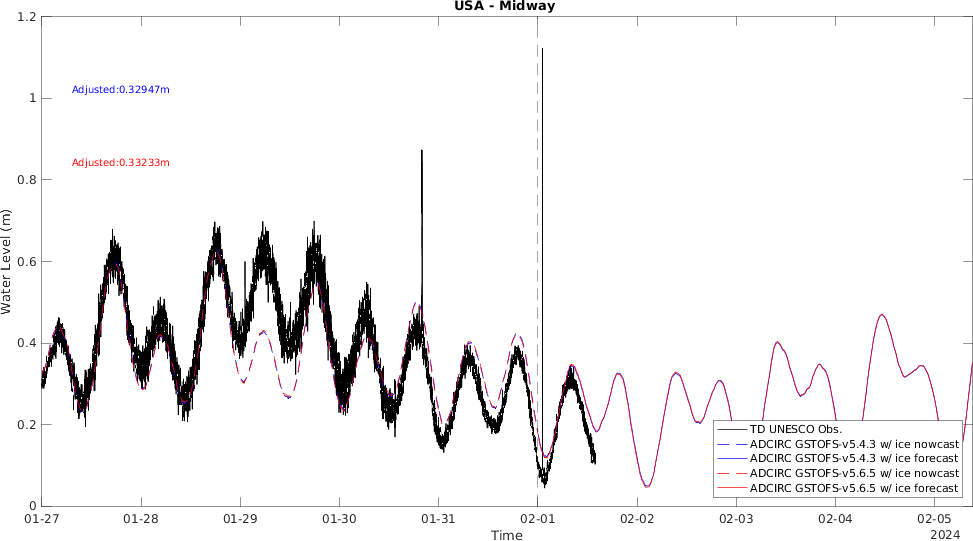 USA - Midway
1.2
1
0.8
0.6
0.4
0.2
0
Water Level (m)
Adjusted:0.32947m
Adjusted:0.33233m
TD UNESCO Obs.
ADCIRC GSTOFS-v5.4.3 w/ ice nowcast
ADCIRC GSTOFS-v5.4.3 w/ ice forecast
ADCIRC GSTOFS-v5.6.5 w/ ice nowcast
ADCIRC GSTOFS-v5.6.5 w/ ice forecast
01-27 01-28 01-29 01-30 01-31 02-01 02-02 02-03 02-04 02-05
Time
2024